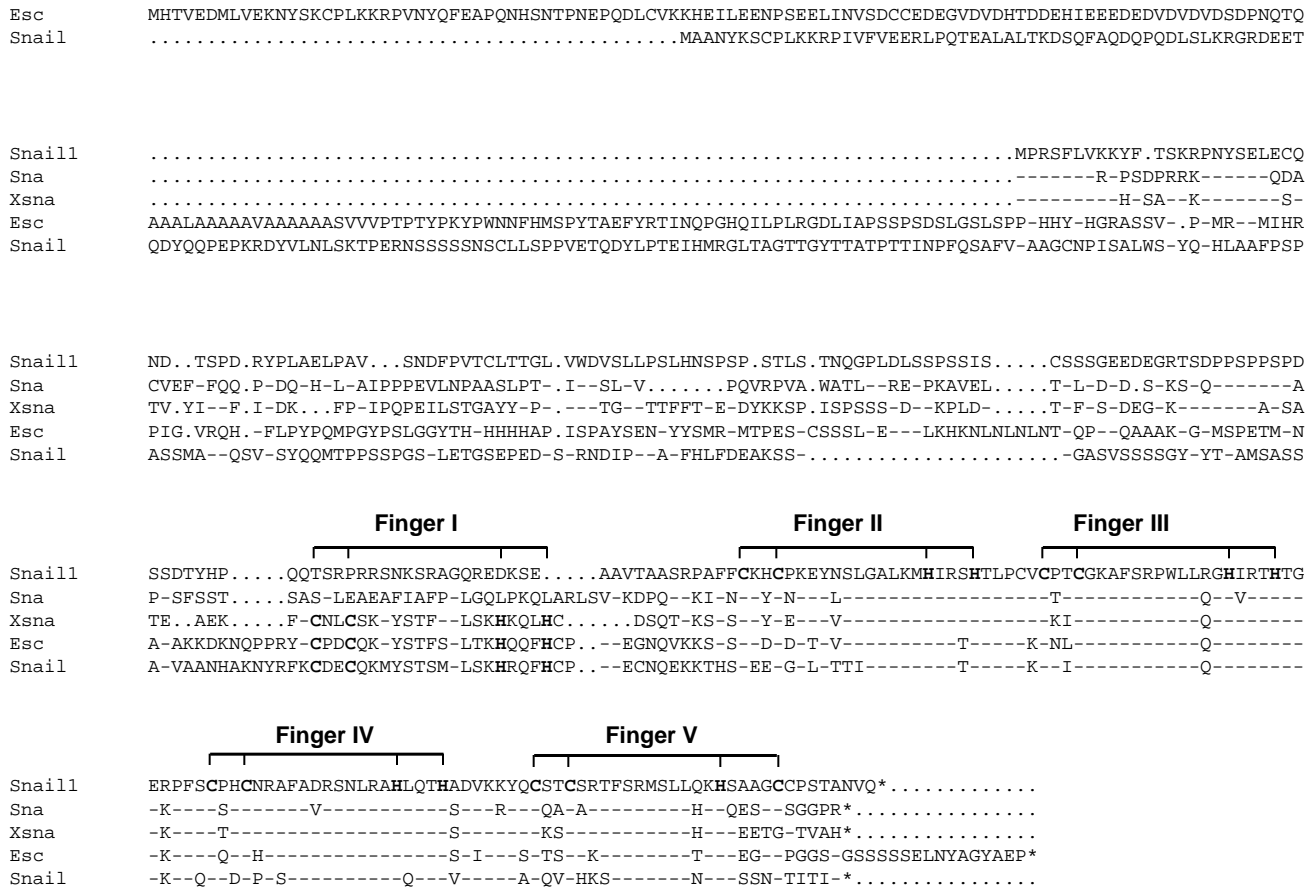 Esc MHTVEDMLVEKNYSKCPLKKRPVNYQFEAPQNHSNTPNEPQDLCVKKHEILEENPSEELINVSDCCEDEGVDVDHTDDEHIEEEDEDVDVDVDSDPNQTQ
Snail ..............................................MAANYKSCPLKKRPIVFVEERLPQTEALALTKDSQFAQDQPQDLSLKRGRDEET
Snail1 ...........................................................................MPRSFLVKKYF.TSKRPNYSELECQ
Sna ...........................................................................-------R-PSDPRRK------QDA
Xsna ...........................................................................---------H-SA--K-------S-
Esc AAALAAAAAVAAAAAASVVVPTPTYPKYPWNNFHMSPYTAEFYRTINQPGHQILPLRGDLIAPSSPSDSLGSLSPP-HHY-HGRASSV-.P-MR--MIHR
Snail QDYQQPEPKRDYVLNLSKTPERNSSSSSNSCLLSPPVETQDYLPTEIHMRGLTAGTTGYTTATPTTINPFQSAFV-AAGCNPISALWS-YQ-HLAAFPSP
Snail1 ND..TSPD.RYPLAELPAV...SNDFPVTCLTTGL.VWDVSLLPSLHNSPSP.STLS.TNQGPLDLSSPSSIS.....CSSSGEEDEGRTSDPPSPPSPD
Sna CVEF-FQQ.P-DQ-H-L-AIPPPEVLNPAASLPT-.I--SL-V.......PQVRPVA.WATL--RE-PKAVEL.....T-L-D-D.S-KS-Q-------A
Xsna TV.YI--F.I-DK...FP-IPQPEILSTGAYY-P-.---TG--TTFFT-E-DYKKSP.ISPSSS-D--KPLD-.....T-F-S-DEG-K-------A-SA
Esc PIG.VRQH.-FLPYPQMPGYPSLGGYTH-HHHHAP.ISPAYSEN-YYSMR-MTPES-CSSSL-E---LKHKNLNLNLNT-QP--QAAAK-G-MSPETM-N
Snail ASSMA--QSV-SYQQMTPPSSPGS-LETGSEPED-S-RNDIP--A-FHLFDEAKSS-......................-GASVSSSSGY-YT-AMSASS
Finger I Finger II Finger III
Snail1 SSDTYHP.....QQTSRPRRSNKSRAGQREDKSE.....AAVTAASRPAFFCKHCPKEYNSLGALKMHIRSHTLPCVCPTCGKAFSRPWLLRGHIRTHTG
Sna P-SFSST.....SAS-LEAEAFIAFP-LGQLPKQLARLSV-KDPQ--KI-N--Y-N---L------------------T------------Q--V-----
Xsna TE..AEK.....F-CNLCSK-YSTF--LSKHKQLHC.....DSQT-KS-S--Y-E---V------------------KI------------Q--------
Esc A-AKKDKNQPPRY-CPDCQK-YSTFS-LTKHQQFHCP...EGNQVKKS-S--D-D-T-V------------T-----K-NL------------Q--------
Snail A-VAANHAKNYRFKCDECQKMYSTSM-LSKHRQFHCP...ECNQEKKTHS-EE-G-L-TTI----------T-----K--I------------Q--------
Finger IV Finger V
Snail1 ERPFSCPHCNRAFADRSNLRAHLQTHADVKKYQCSTCSRTFSRMSLLQKHSAAGCCPSTANVQ*.............
Sna -K----S-------V-----------S---R---QA-A---------H--QES--SGGPR*................
Xsna -K----T-------------------S-------KS-----------H---EETG-TVAH*................
Esc -K----Q--H----------------S-I---S-TS--K--------T---EG--PGGS-GSSSSSSELNYAGYAEP*
Snail -K--Q--D-P-S----------Q---V-----A-QV-HKS-------N---SSN-TITI-*................